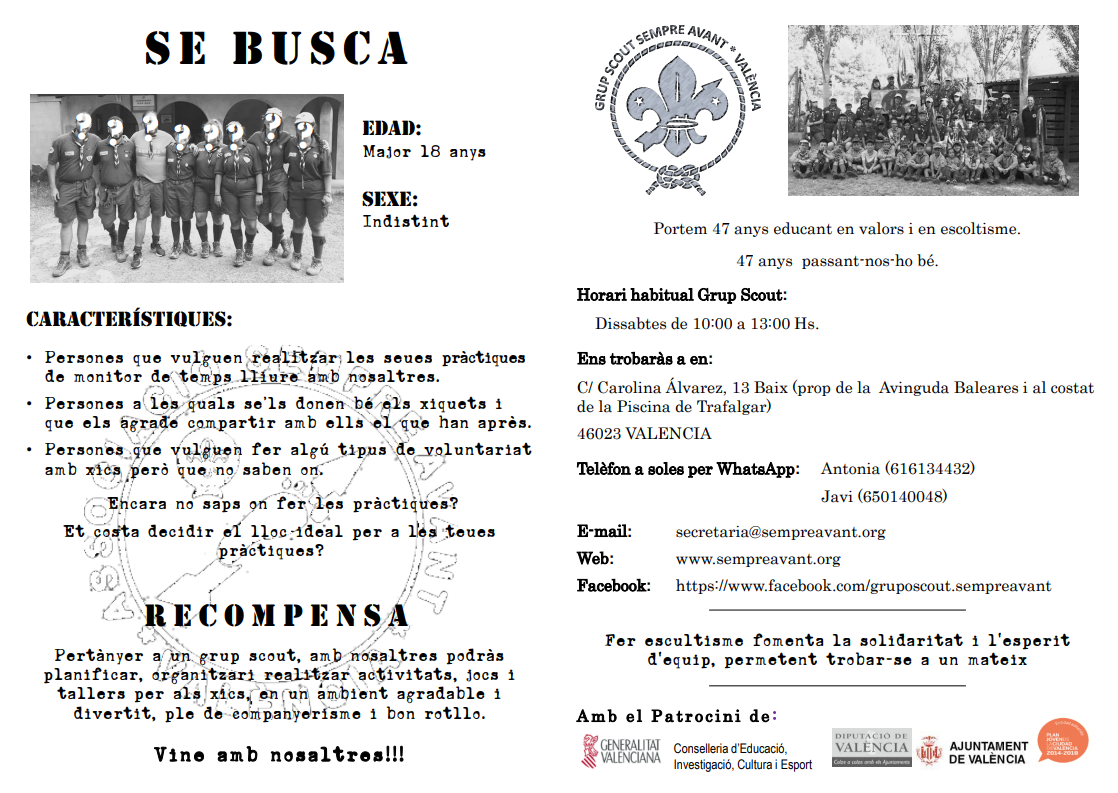 SE BUSCA
EDAD:
Major 18 anys
SEXE:
Indistint
CARACTERÍSTIQUES:
• Persones que vulguen realitzar les seues pràctiques
de monitor de temps lliure amb nosaltres.
• Persones a les quals se'ls donen bé els xiquets i
que els agrade compartir amb ells el que han après.
• Persones que vulguen fer algú tipus de voluntariat
amb xics però que no saben on.
Encara no saps on fer les pràctiques?
Et costa decidir el lloc ideal per a les teues
pràctiques?
RECOMPENSA
Pertànyer a un grup scout, amb nosaltres podràs
planificar, organitzari realitzar activitats, jocs i
tallers per als xics, en un ambient agradable i
divertit, ple de companyerisme i bon rotllo.
Vine amb nosaltres!!!
ASSOCIACIO SEMPRE AVANT
VALENCIA
GRUP SCOUT SEMPRE AVANT * VALÈNCIA
Portem 47 anys educant en valors i en escoltisme.
47 anys passant-nos-ho bé.
Horari habitual Grup Scout:
Dissabtes de 10:00 a 13:00 Hs.
Ens trobaràs a en:
C/ Carolina Álvarez, 13 Baix (prop de la Avinguda Baleares i al costat
de la Piscina de Trafalgar)
46023 VALENCIA
Telèfon a soles per WhatsApp: Antonia (616134432)
Javi (650140048)
E-mail: secretaria@sempreavant.org
Web: www.sempreavant.org
Facebook: https://www.facebook.com/gruposcout.sempreavant
Fer escultisme fomenta la solidaritat i l'esperit
d'equip, permetent trobar-se a un mateix
Amb el Patrocini de:
GENERALITAT
VALENCIANA
Conselleria d'Educació,
Investigació, Cultura i Esport
DIPUTACIÓ DE
VALÈNCIA
Colze a colze amb els Ajuntaments
AJUNTAMENT
DE VALÈNCIA
PLAN
JOVEN DE
LA CIUDAD
DE VALÈNCIA
2014-2018